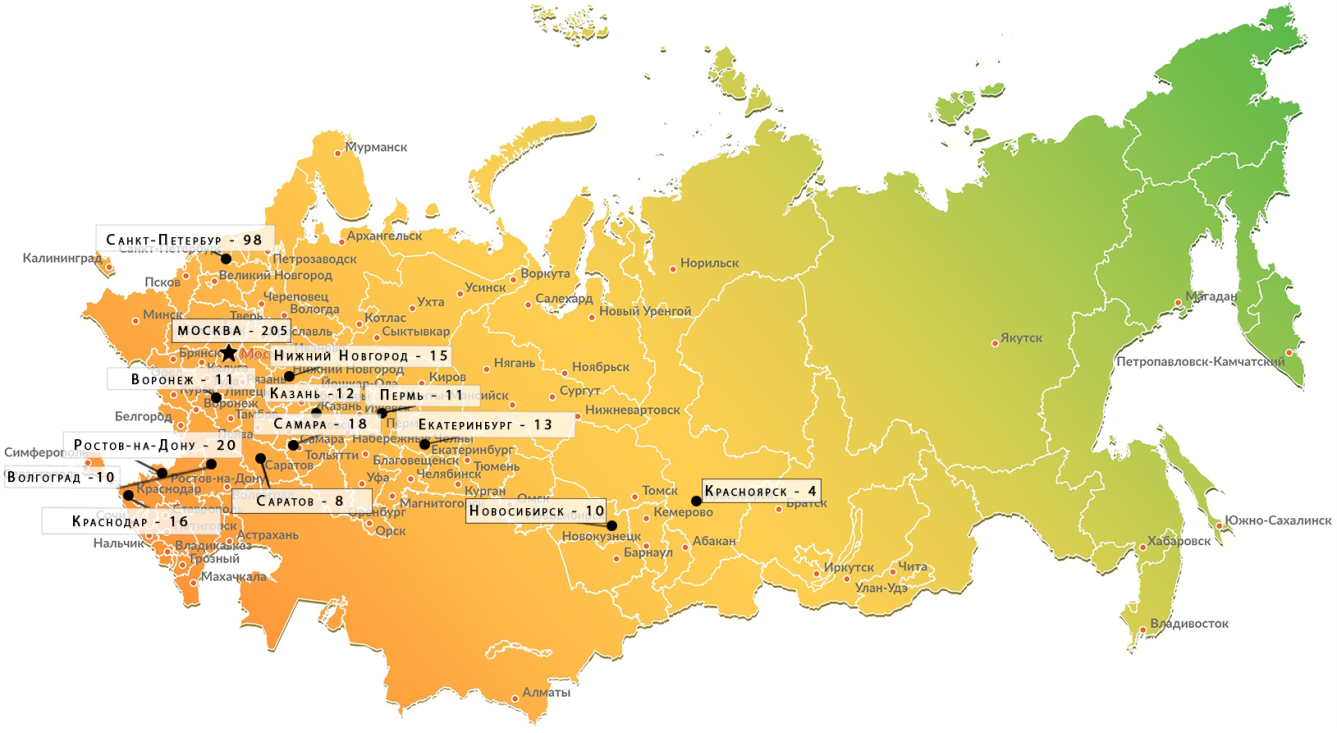 Мурманск
Санкт-Петербур - 98
Архангельск
Калининград
Петрозаводск
Норильск
Псков
Великий Новгород
Воркута
Усинск
Череповец
Вологда
Ухта
Салехард
Магадан
Минск
Тверь
Котлас
Новый Уренгой
МОСКВА - 205
Сыктывкар
Якутск
Брянск
Нижний Новгород - 15
Петропавловск-Камчатский
Нижний Новгород
Нягань
Ноябрьск
Воронеж - 11
Йошкар-Ола
Киров
Казань -12
Пермь - 11
Сургут
Воронеж
Казань
Нижневартовск
Белгород
Самара - 18
Екатеринбург - 13
Ростов-на-Дону - 20
Самара
Набережные Челны
Екатеринбург
Тольятти
Саратов
Благовещенск
Тюмень
Волгоград -10
Ростов-на-Дону
Уфа
Челябинск
Краснодар
Саратов - 8
Курган
Томск
Красноярск - 4
Братск
Магнитого
Новосибирск - 10
Кемерово
Краснодар - 16
Оренбург
Орск
Южно-Сахалинск
Нальчик
Астрахань
Новокузнецк
Абакан
Хабаровск
Владикавказ
Барнаул
Грозный
Иркутск
Чита
Махачкала
Улан-Удэ
Владивосток
Алматы